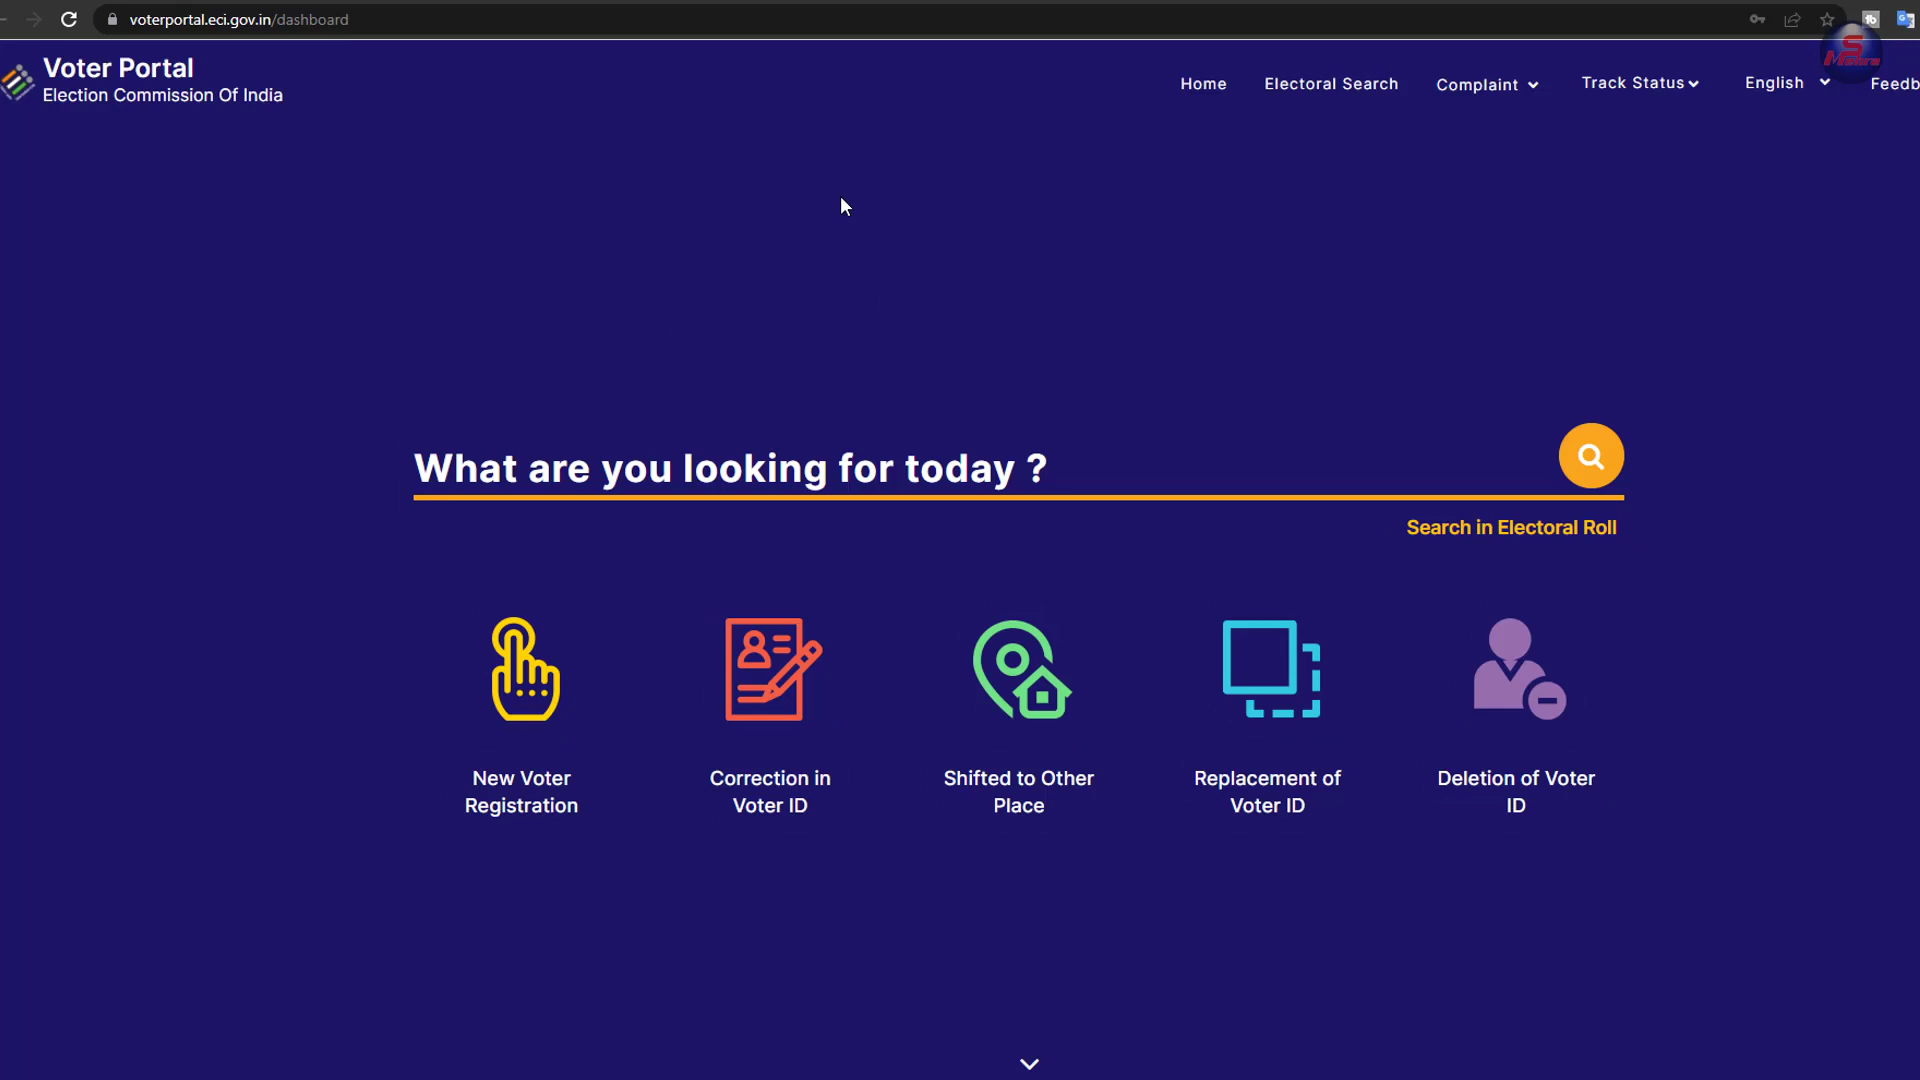 voterportal.eci.gov.in/dashboard
Voter Portal
Election Commission Of India
Home
Electoral Search
Complaint
Track Status
English
Feedb
What are you looking for today ?
Search in Electoral Roll
New Voter
Registration
Correction in
Voter ID
Shifted to Other
Place
Replacement of
Voter ID
Deletion of Voter
ID